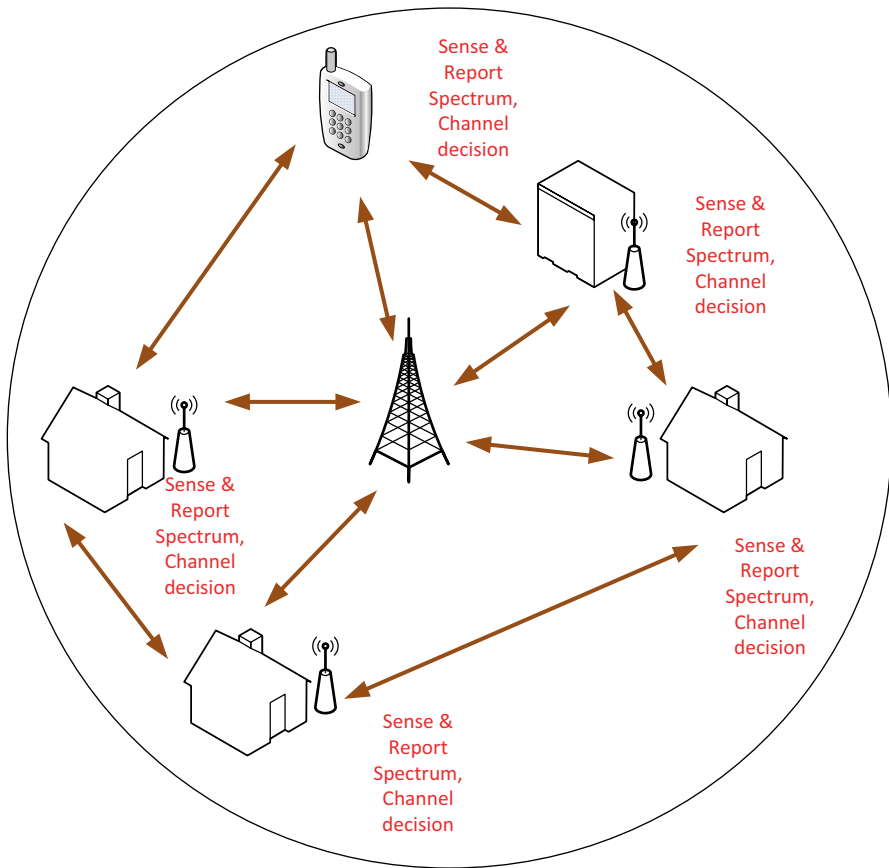 Sense &
Report
Spectrum,
Channel
decision
Sense &
Report
Spectrum,
Channel
decision
Sense &
Report
Spectrum,
Channel
decision
Sense &
Report
Spectrum,
Channel
decision
Sense &
Report
Spectrum,
Channel
decision